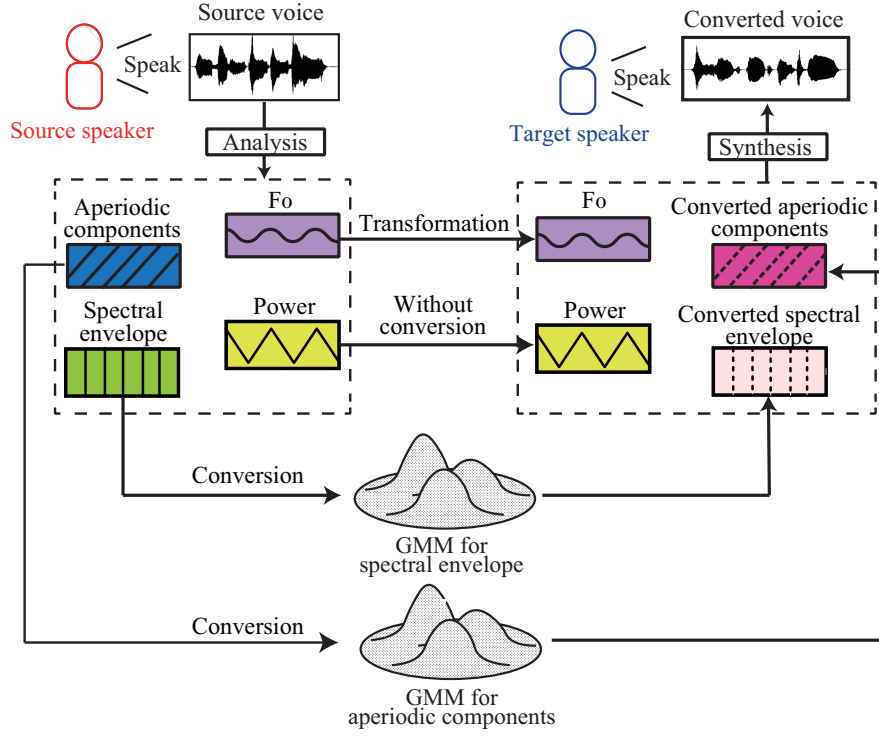 Source voice
Speak
Source speaker
Converted voice
Speak
Target speaker
Analysis
Synthesis
Aperiodic
components
Fo
Transformation
Fo
Converted aperiodic
components
Spectral
envelope
Power
Without
conversion
Power
Converted spectral
envelope
Conversion
GMM for
spectral envelope
Conversion
GMM for
aperiodic components